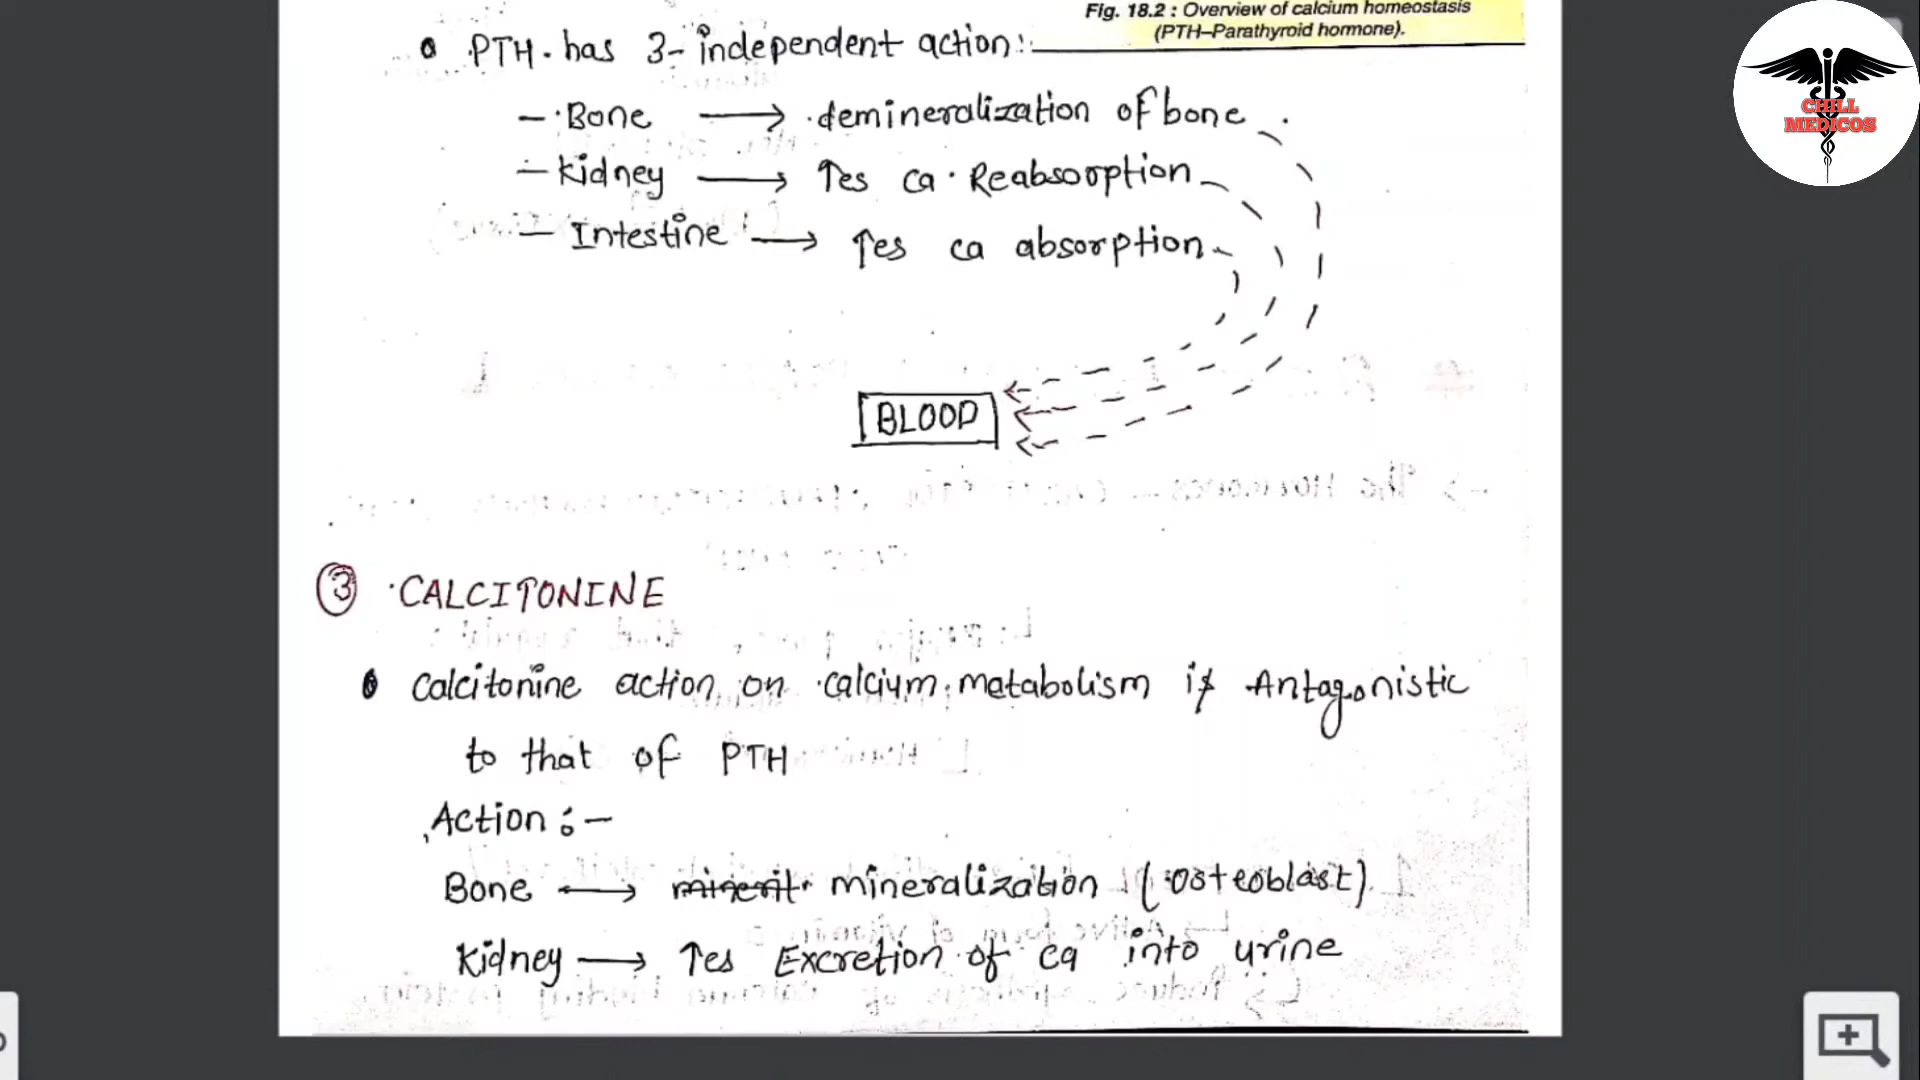 Fig. 18.2 : Overview of calcium homeostasis
(PTH–Parathyroid hormone).
CHILL
MEDICOS
• PTH has 3- independent action:
- Bone → demineralization of bone
- Kidney → ↑es ca Reabsorption
- Intestine → ↑es ca absorption
BLOOD
③ CALCITONINE
• Calcitonine action on calcium metabolism is Antagonistic
to that of PTH
Action :-
Bone → mineralization (osteoblast)
Kidney → ↑es Excretion of ca into urine